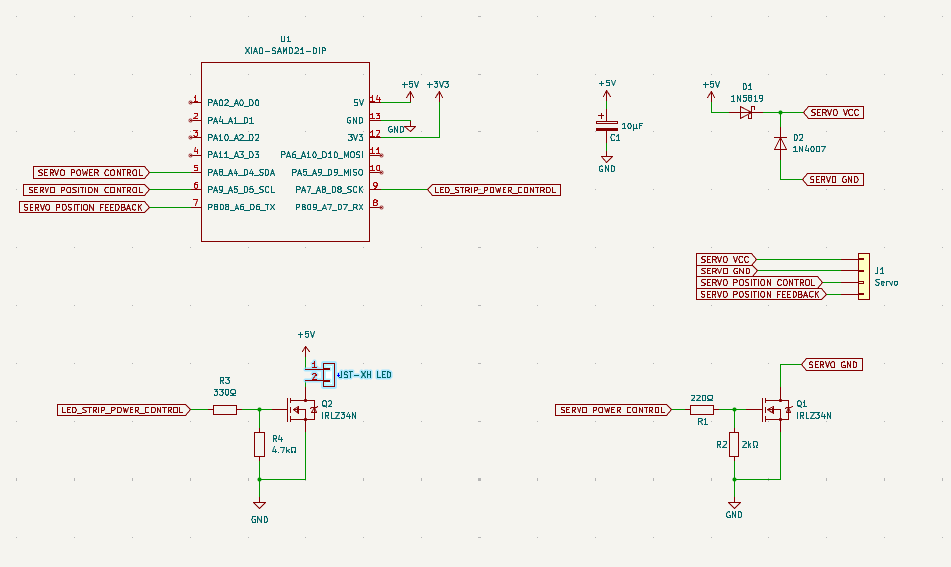 U1
XIAO-SAMD21-DIP
1 PA02_A0_D0
2 PA4_A1_D1
3 PA10_A2_D2
4 PA11_A3_D3
SERVO POWER CONTROL 5 PA8_A4_D4_SDA
SERVO POSITION CONTROL 6 PA9_A5_D5_SCL
SERVO POSITION FEEDBACK 7 PB08_A6_D6_TX
5V 14 +5V
GND 13 GND
3V3 12 +3V3
PA6_A10_D10_MOSI 11
PA5_A9_D9_MISO 10
PA7_A8_D8_SCK 9 LED_STRIP_POWER_CONTROL
PB09_A7_D7_RX 8
+5V
10µF
C1
GND
+5V
D1
1N5819
SERVO VCC
D2
1N4007
SERVO GND
SERVO VCC
SERVO GND
SERVO POSITION CONTROL
SERVO POSITION FEEDBACK
J1
Servo
+5V
1
2
JST-XH LED
R3
330Ω
LED_STRIP_POWER_CONTROL
Q2
IRLZ34N
R4
4.7kΩ
GND
SERVO GND
SERVO POWER CONTROL
220Ω
R1
Q1
IRLZ34N
R2 2kΩ
GND